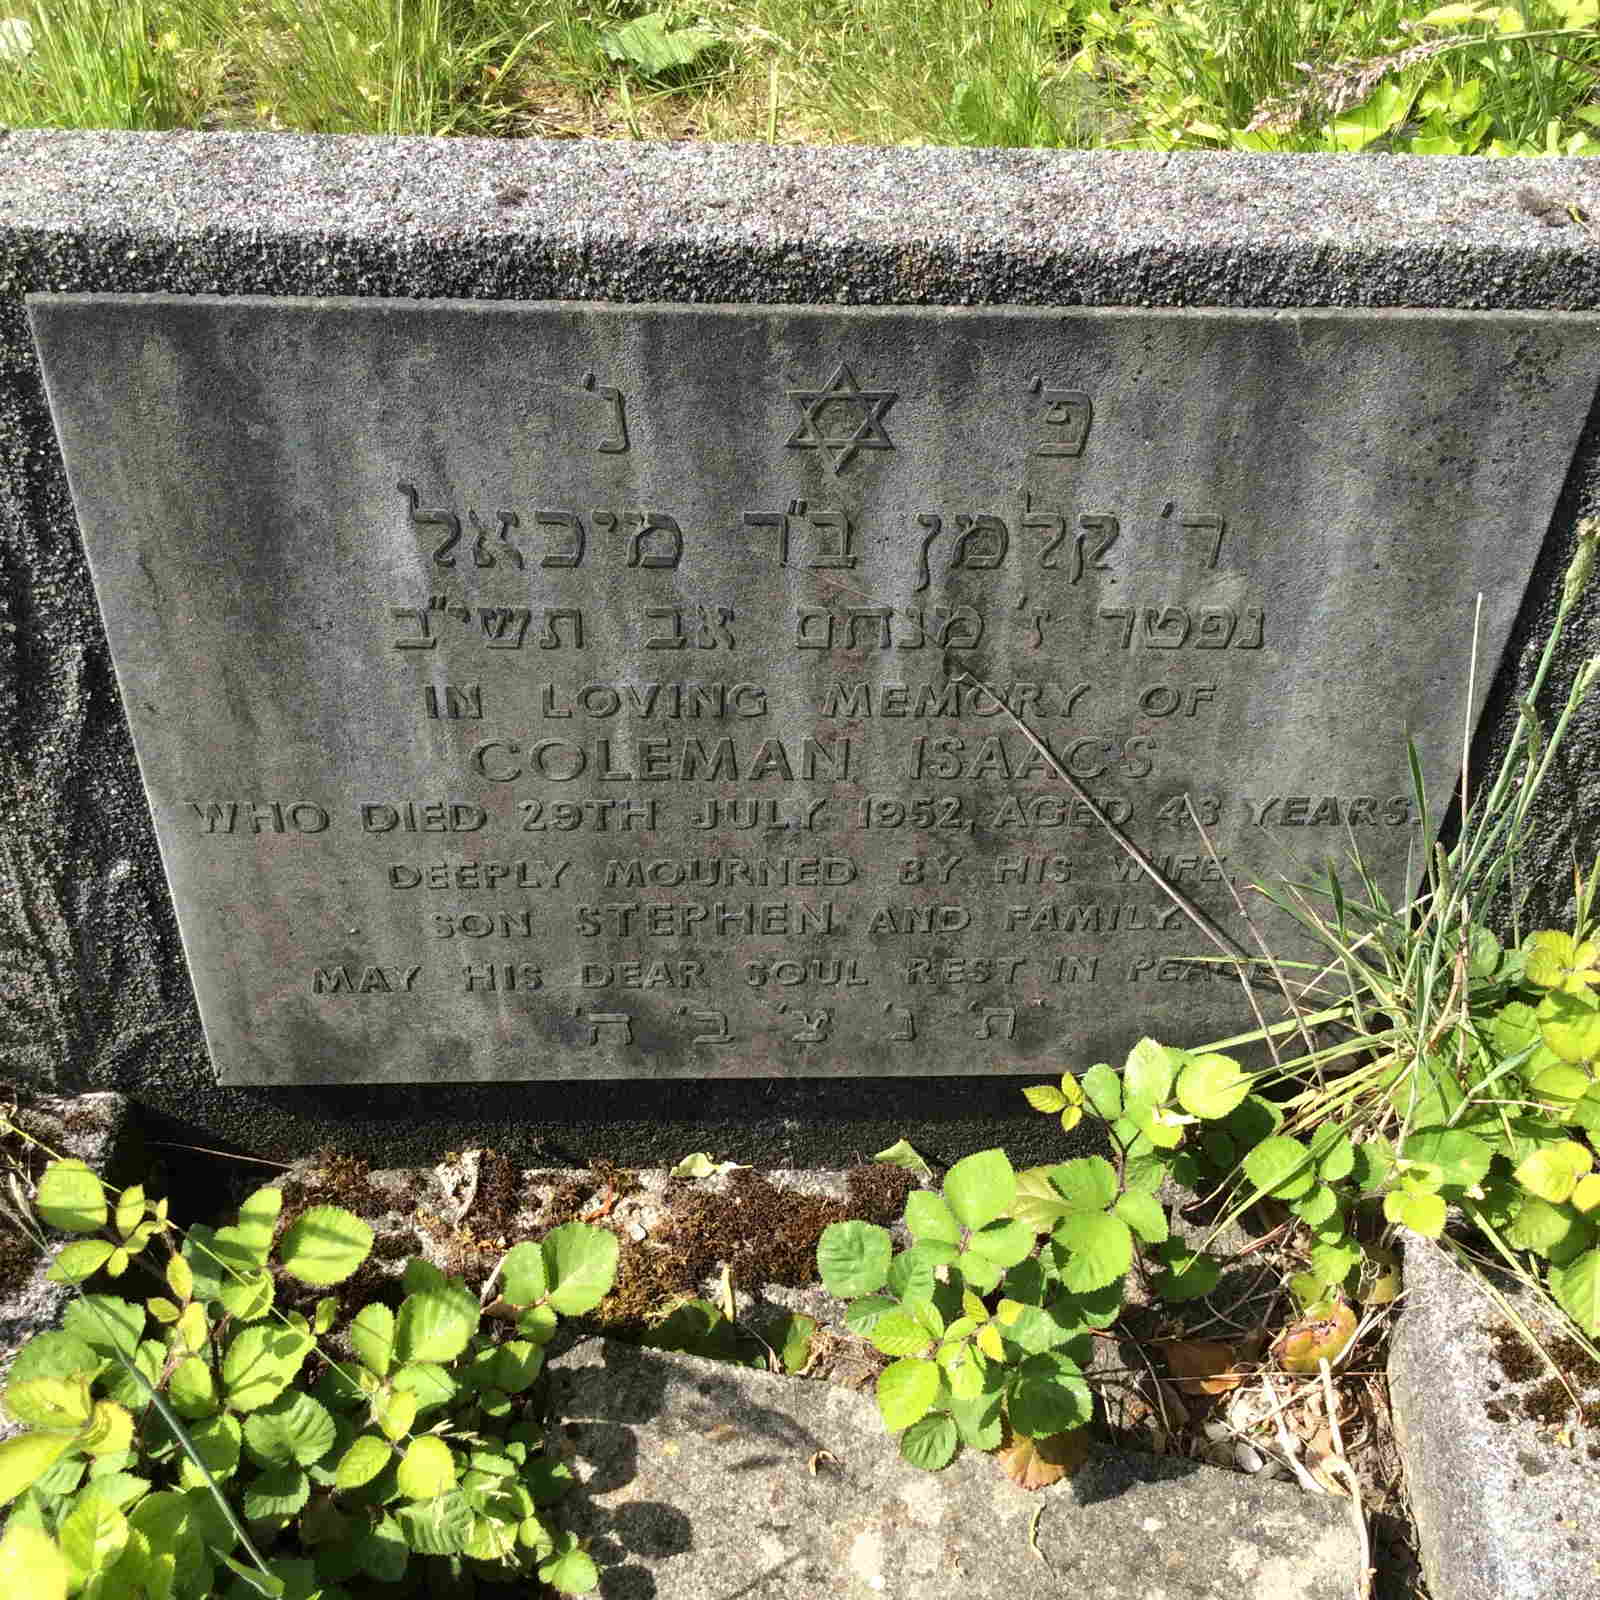 פ' נ'
ר' קלמן ב"ר מיכאל
נפטר ז' מנחם אב תשי"ב
IN LOVING MEMORY OF
COLEMAN ISAACS
WHO DIED 29TH JULY 1952, AGED 43 YEARS.
DEEPLY MOURNED BY HIS WIFE,
SON STEPHEN AND FAMILY.
MAY HIS DEAR SOUL REST IN PEACE
ת' נ' צ' ב' ה'